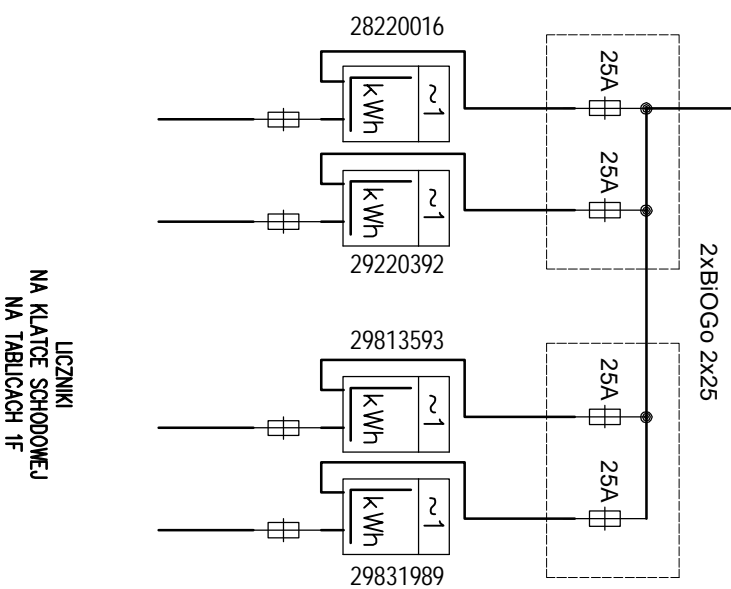 28220016
25A
kWh
~1
25A
kWh
~1
29220392
2xBiOGo 2x25
LICZNIKI
NA KLATCE SCHODOWEJ
NA TABLICACH 1F
29813593
25A
kWh
~1
25A
kWh
~1
29831989